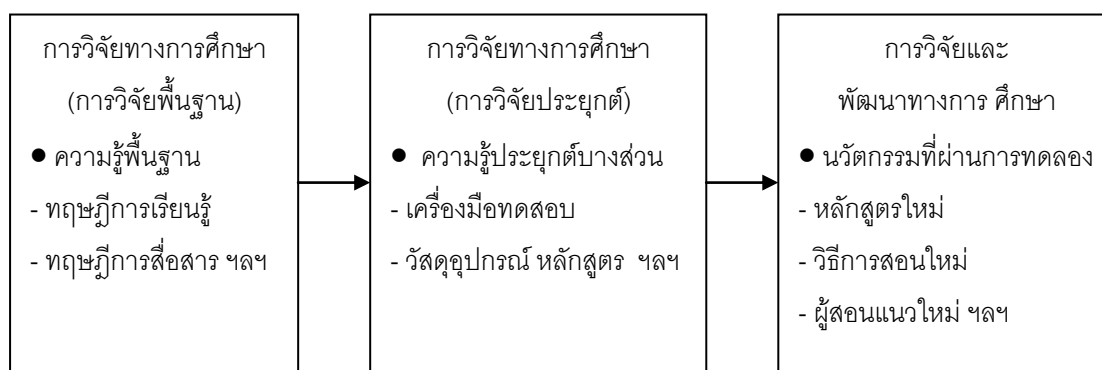 การวิจัยทางการศึกษา
(การวิจัยพื้นฐาน)
● ความรู้พื้นฐาน
- ทฤษฎีการเรียนรู้
- ทฤษฎีการสื่อสาร ฯลฯ
การวิจัยทางการศึกษา
(การวิจัยประยุกต์)
● ความรู้ประยุกต์บางส่วน
- เครื่องมือทดสอบ
- วัสดุอุปกรณ์ หลักสูตร ฯลฯ
การวิจัยและ
พัฒนาทางการ ศึกษา
● นวัตกรรมที่ผ่านการทดลอง
- หลักสูตรใหม่
- วิธีการสอนใหม่
- ผู้สอนแนวใหม่ ฯลฯ